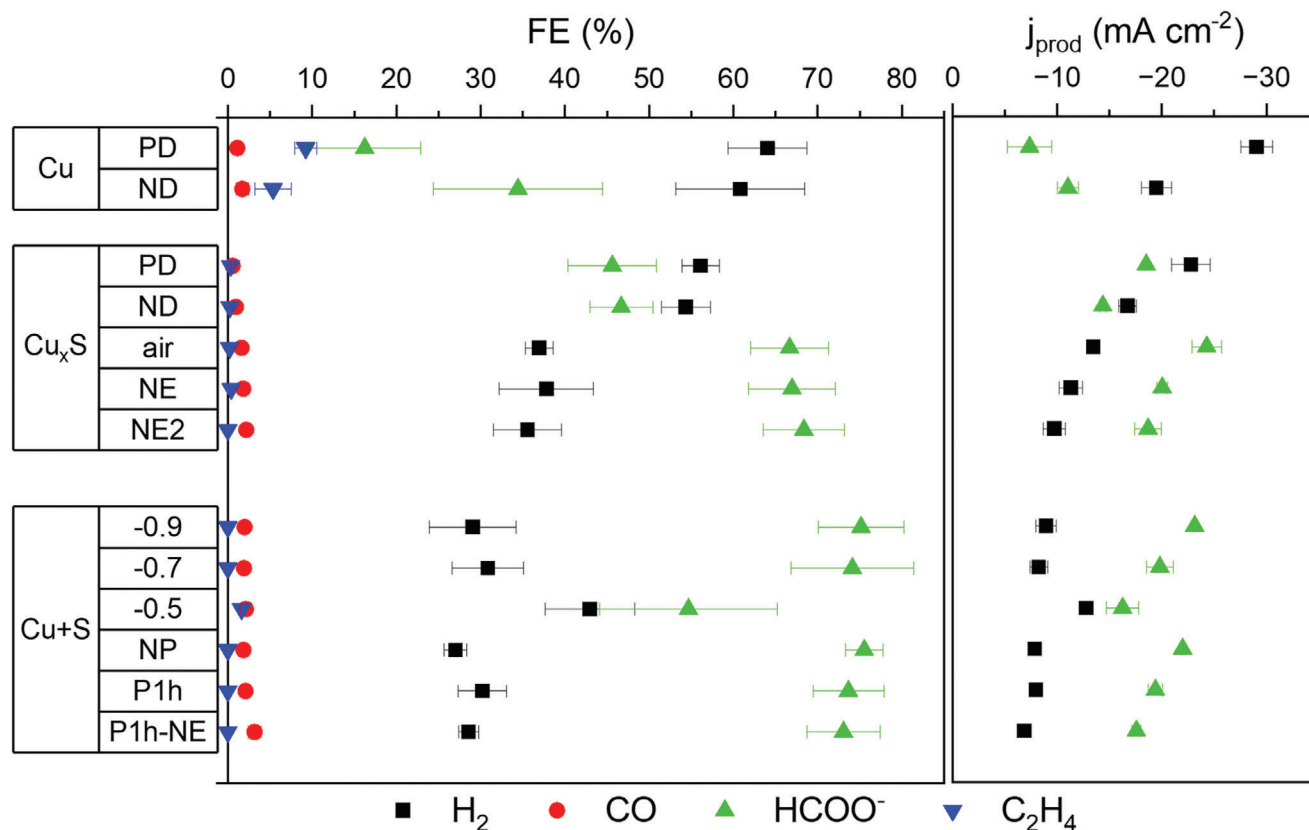 FE (%)
j_prod (mA cm⁻²)
0 10 20 30 40 50 60 70 80
0 −10 −20 −30
Cu
PD
ND
CuₓS
PD
ND
air
NE
NE2
Cu+S
-0.9
-0.7
-0.5
NP
P1h
P1h-NE
H₂ CO HCOO⁻ C₂H₄